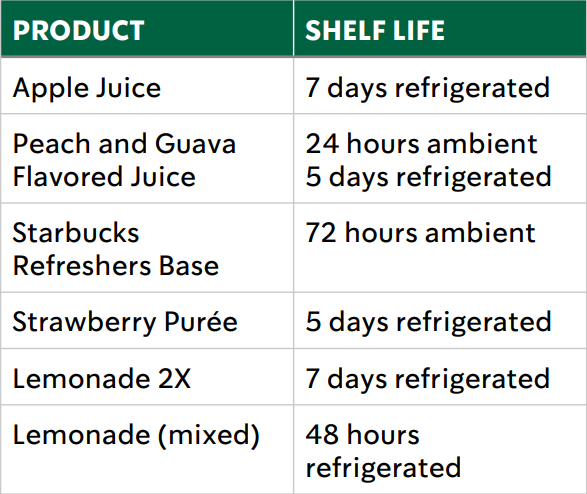 PRODUCT SHELF LIFE
Apple Juice 7 days refrigerated
Peach and Guava 24 hours ambient
Flavored Juice 5 days refrigerated
Starbucks 72 hours ambient
Refreshers Base
Strawberry Purée 5 days refrigerated
Lemonade 2X 7 days refrigerated
Lemonade (mixed) 48 hours
refrigerated